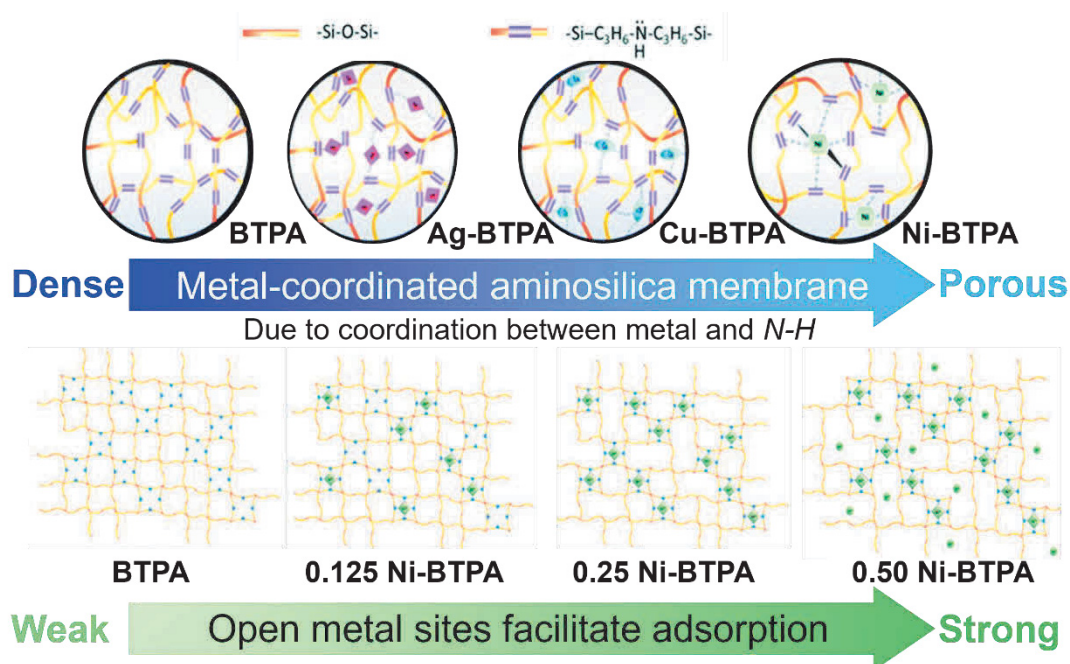 -Si-O-Si-
-Si–C₃H₆-N̈-C₃H₆-Si-
H
BTPA
Ag-BTPA
Cu-BTPA
Ni-BTPA
Dense
Metal-coordinated aminosilica membrane
Porous
Due to coordination between metal and N-H
BTPA
0.125 Ni-BTPA
0.25 Ni-BTPA
0.50 Ni-BTPA
Weak
Open metal sites facilitate adsorption
Strong